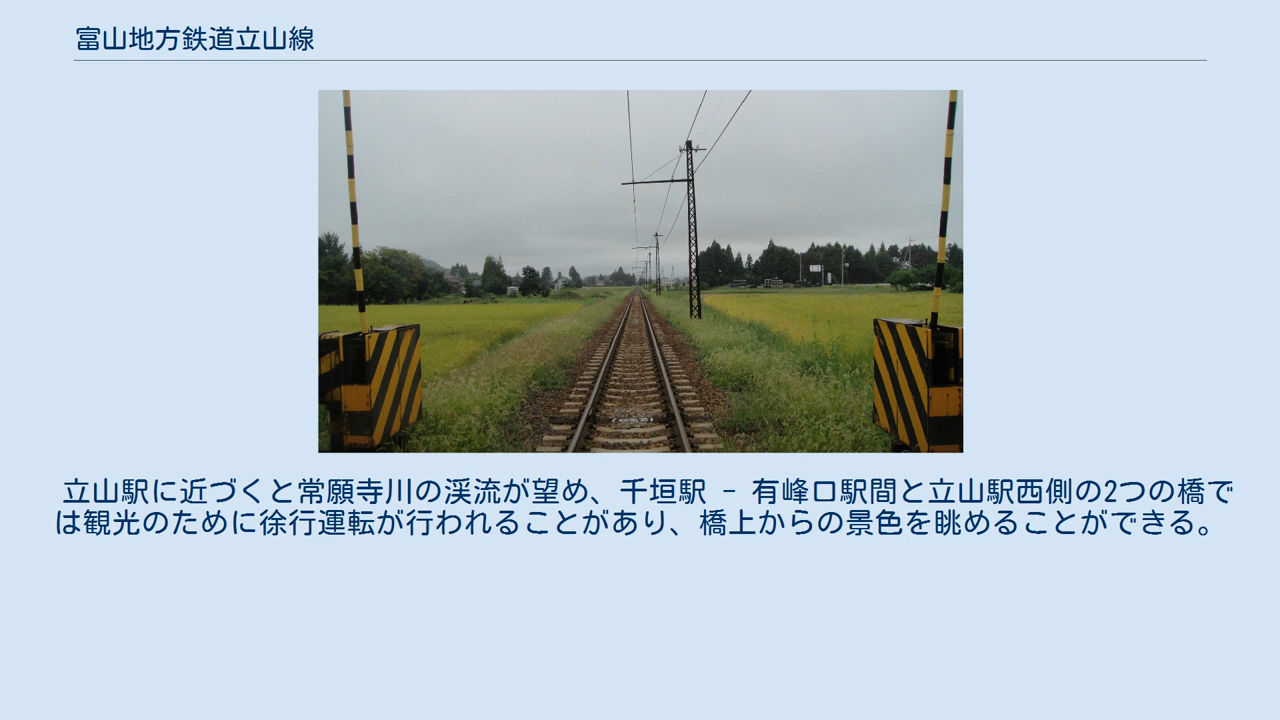 富山地方鉄道立山線
立山駅に近づくと常願寺川の渓流が望め、千垣駅 - 有峰口駅間と立山駅西側の2つの橋で
は観光のために徐行運転が行われることがあり、橋上からの景色を眺めることができる。